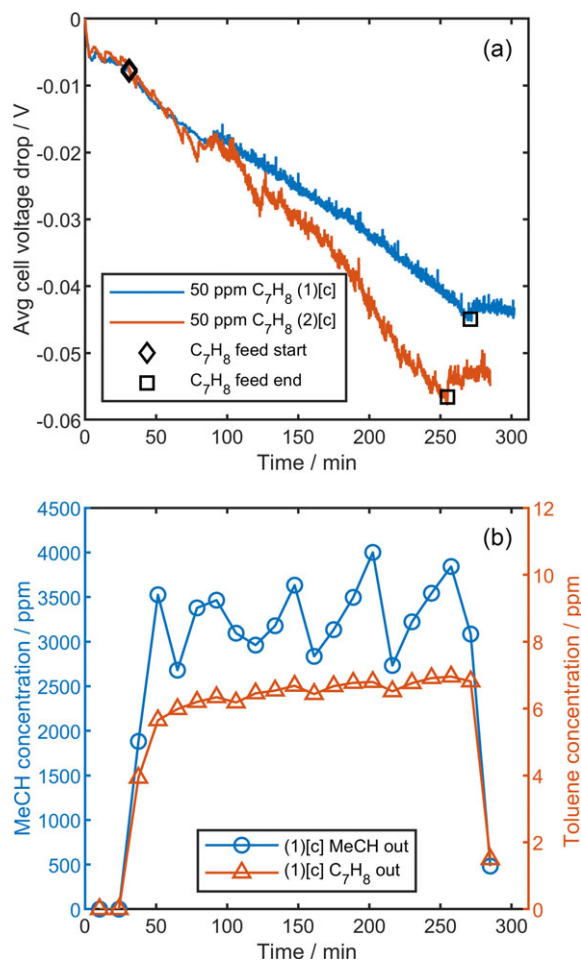 (a)
0
-0.01
-0.02
-0.03
-0.04
-0.05
-0.06
Avg cell voltage drop / V
50 ppm C₇H₈ (1)[c]
50 ppm C₇H₈ (2)[c]
C₇H₈ feed start
C₇H₈ feed end
0 50 100 150 200 250 300
Time / min
(b)
4500
4000
3500
3000
2500
2000
1500
1000
500
0
MeCH concentration / ppm
12
10
8
6
4
2
0
Toluene concentration / ppm
(1)[c] MeCH out
(1)[c] C₇H₈ out
0 50 100 150 200 250 300
Time / min